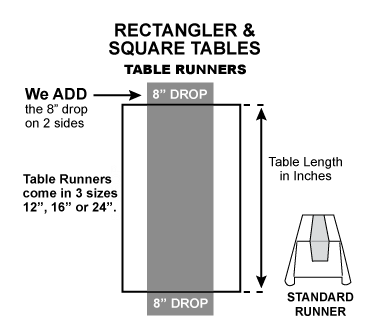 RECTANGLER &
SQUARE TABLES
TABLE RUNNERS
We ADD
the 8” drop
on 2 sides
8” DROP
Table Runners
come in 3 sizes
12”, 16” or 24”.
Table Length
in Inches
8” DROP
STANDARD
RUNNER